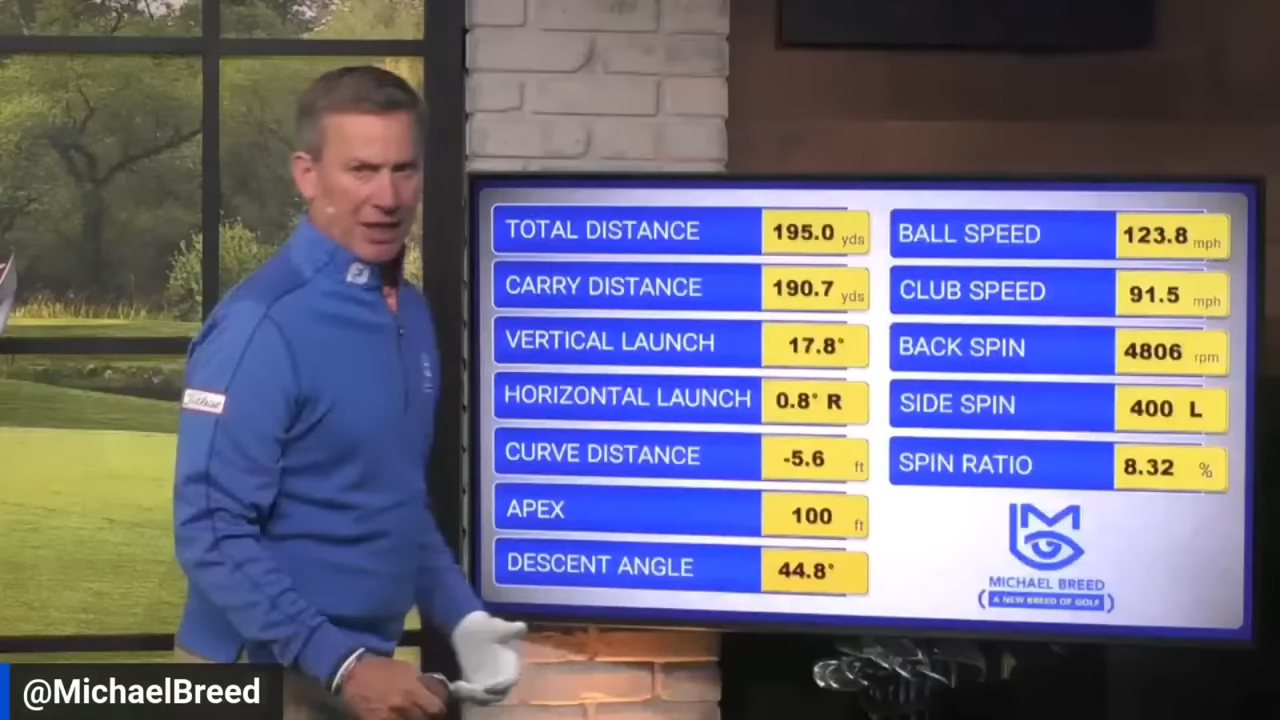 TOTAL DISTANCE 195.0 yds
CARRY DISTANCE 190.7 yds
VERTICAL LAUNCH 17.8°
HORIZONTAL LAUNCH 0.8° R
CURVE DISTANCE -5.6 ft
APEX 100 ft
DESCENT ANGLE 44.8°
BALL SPEED 123.8 mph
CLUB SPEED 91.5 mph
BACK SPIN 4806 rpm
SIDE SPIN 400 L
SPIN RATIO 8.32 %
MICHAEL BREED
A NEW BREED OF GOLF
Titleist
FJ
@MichaelBreed